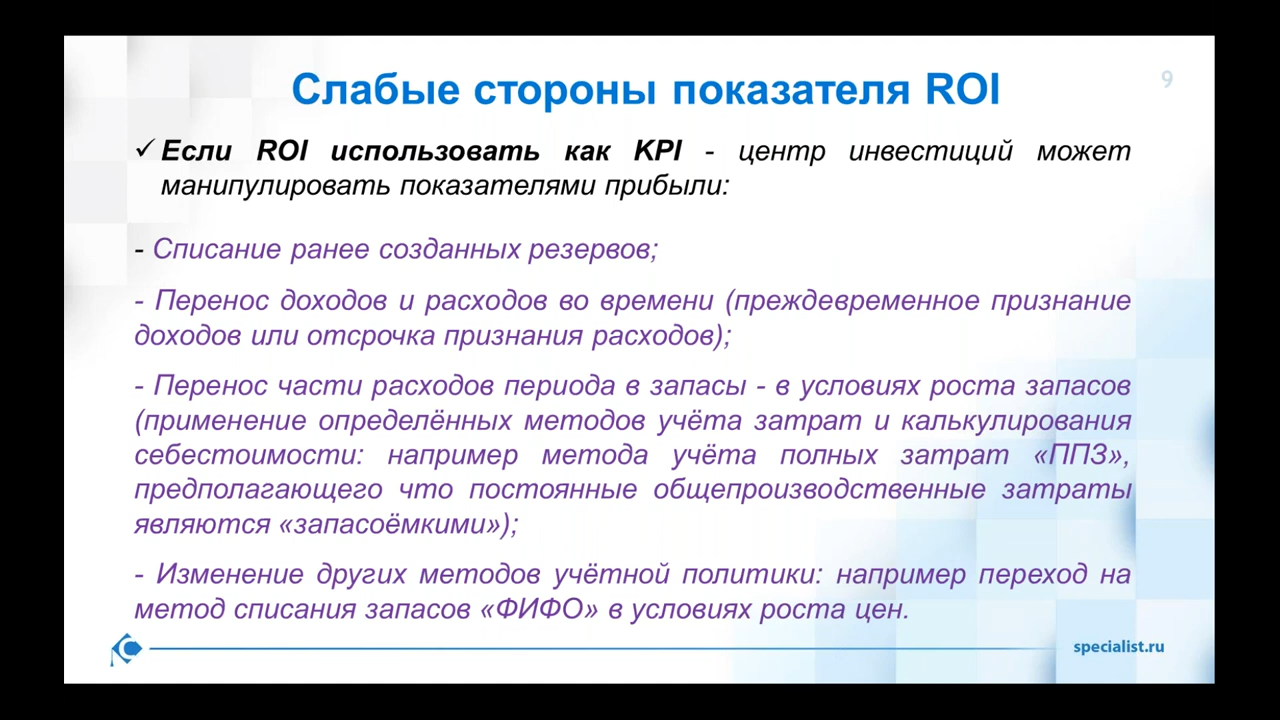 Слабые стороны показателя ROI
9
✓ Если ROI использовать как KPI - центр инвестиций может
манипулировать показателями прибыли:
- Списание ранее созданных резервов;
- Перенос доходов и расходов во времени (преждевременное признание
доходов или отсрочка признания расходов);
- Перенос части расходов периода в запасы - в условиях роста запасов
(применение определённых методов учёта затрат и калькулирования
себестоимости: например метода учёта полных затрат «ППЗ»,
предполагающего что постоянные общепроизводственные затраты
являются «запасоёмкими»);
- Изменение других методов учётной политики: например переход на
метод списания запасов «ФИФО» в условиях роста цен.
specialist.ru